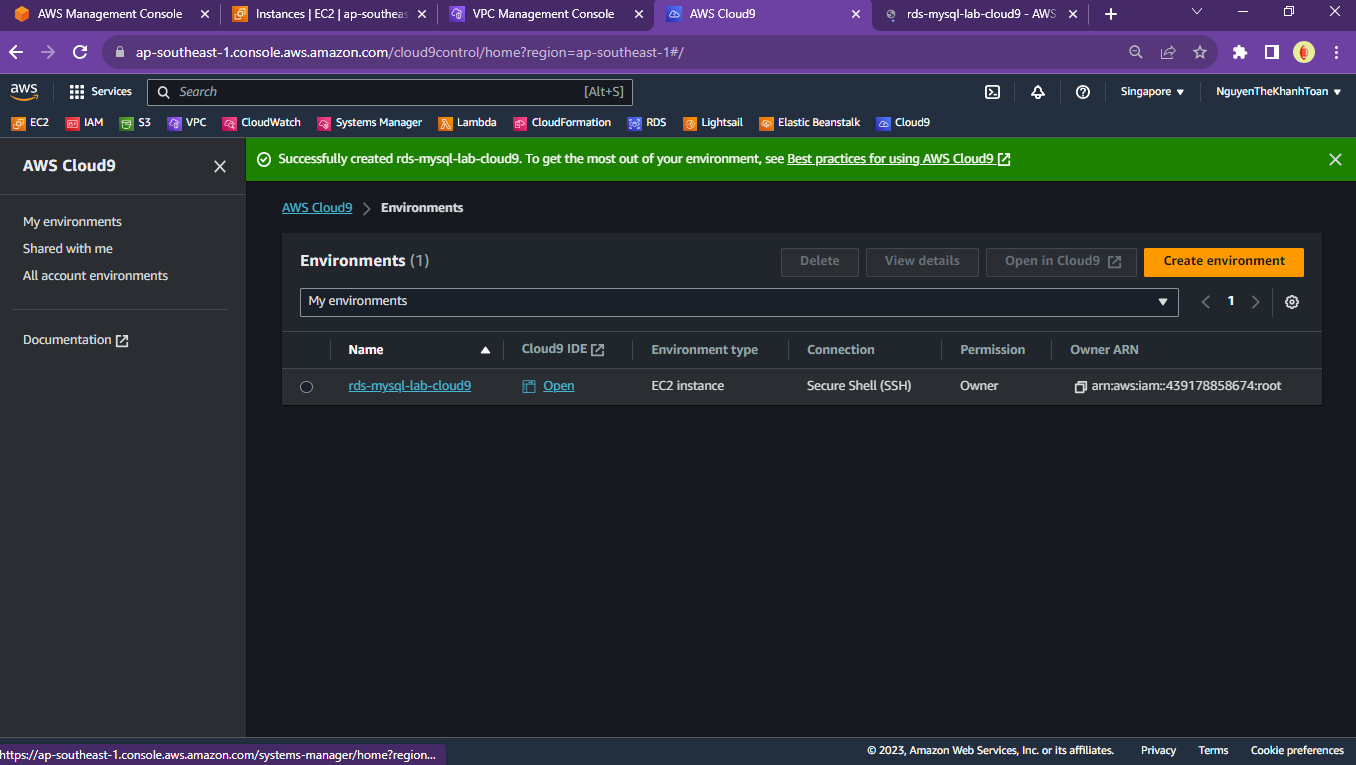 AWS Management Console
Instances | EC2 | ap-southeas
VPC Management Console
AWS Cloud9
rds-mysql-lab-cloud9 - AWS
ap-southeast-1.console.aws.amazon.com/cloud9control/home?region=ap-southeast-1#/
aws
Services
Search
[Alt+S]
Singapore
NguyenTheKhanhToan
EC2
IAM
S3
VPC
CloudWatch
Systems Manager
Lambda
CloudFormation
RDS
Lightsail
Elastic Beanstalk
Cloud9
AWS Cloud9
Successfully created rds-mysql-lab-cloud9. To get the most out of your environment, see Best practices for using AWS Cloud9
My environments
Shared with me
All account environments
Documentation
AWS Cloud9
Environments
Environments (1)
Delete
View details
Open in Cloud9
Create environment
My environments
1
Name
Cloud9 IDE
Environment type
Connection
Permission
Owner ARN
rds-mysql-lab-cloud9
Open
EC2 instance
Secure Shell (SSH)
Owner
arn:aws:iam::439178858674:root
https://ap-southeast-1.console.aws.amazon.com/systems-manager/home?region...
© 2023, Amazon Web Services, Inc. or its affiliates.
Privacy
Terms
Cookie preferences